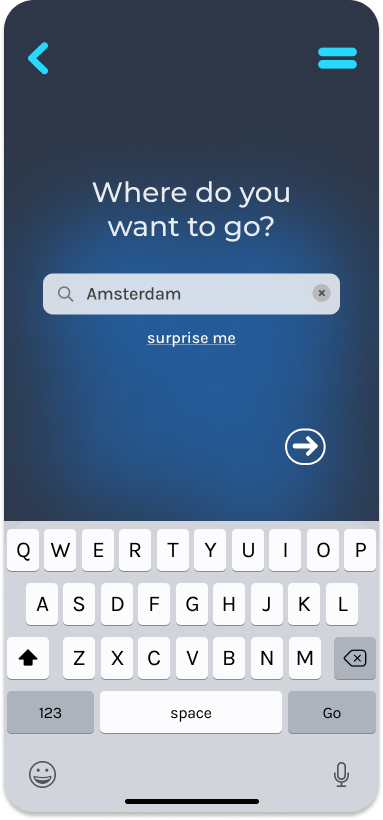 Where do you
want to go?
Amsterdam
surprise me
Q W E R T Y U I O P
A S D F G H J K L
Z X C V B N M
123 space Go